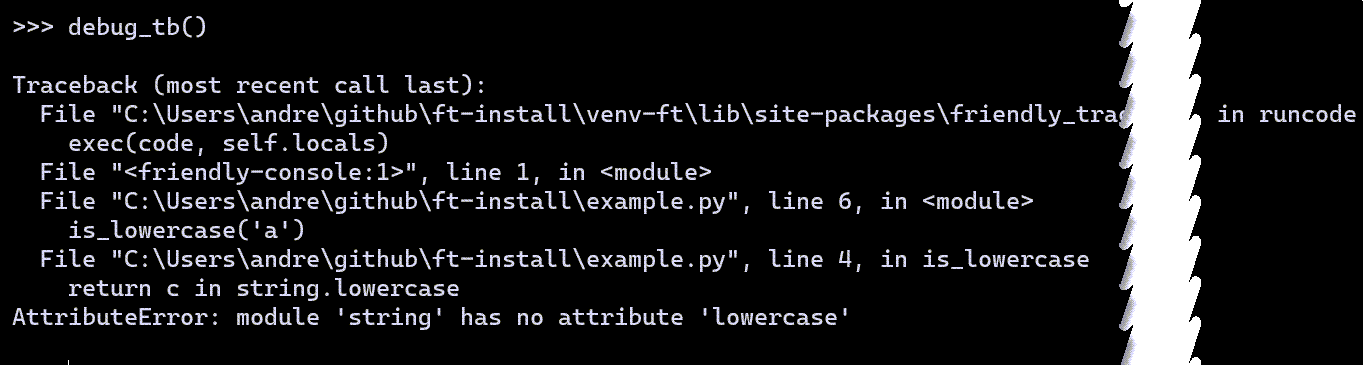 >>> debug_tb()
Traceback (most recent call last):
  File "C:\Users\andre\github\ft-install\venv-ft\lib\site-packages\friendly_tra in runcode
    exec(code, self.locals)
  File "<friendly-console:1>", line 1, in <module>
  File "C:\Users\andre\github\ft-install\example.py", line 6, in <module>
    is_lowercase('a')
  File "C:\Users\andre\github\ft-install\example.py", line 4, in is_lowercase
    return c in string.lowercase
AttributeError: module 'string' has no attribute 'lowercase'